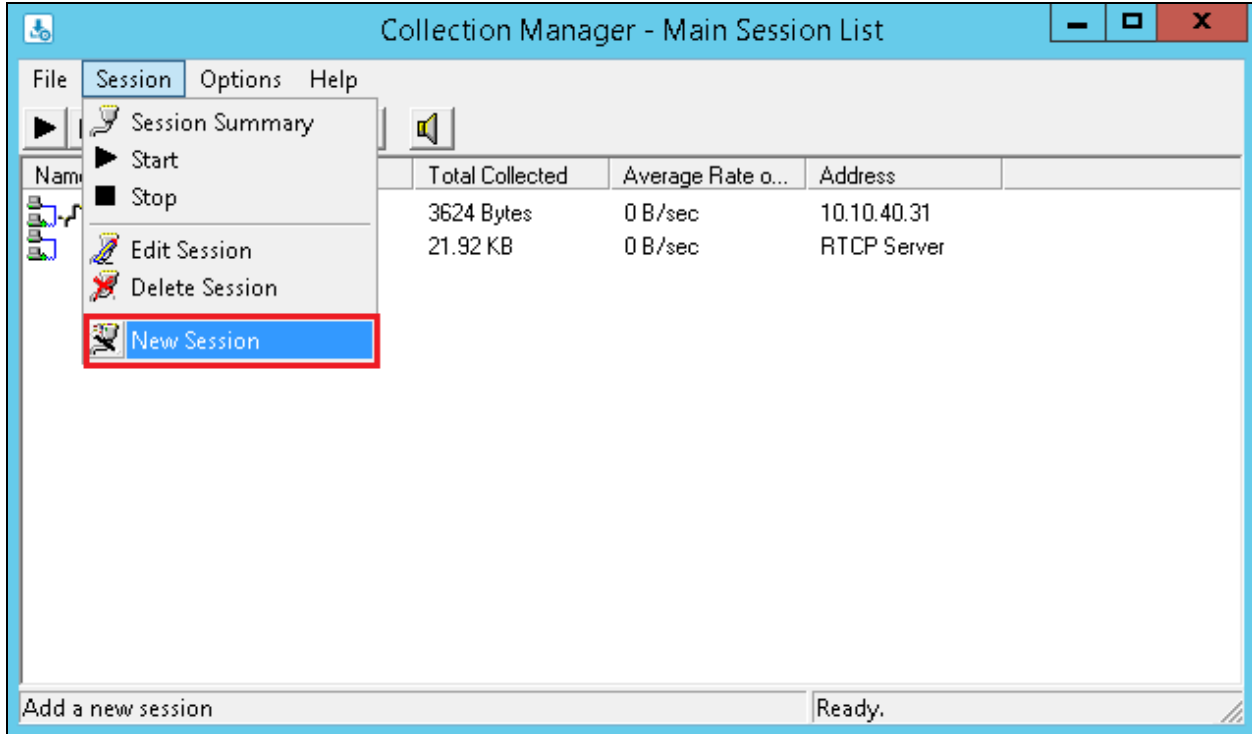 Collection Manager - Main Session List
File Session Options Help
Session Summary
Start
Stop
Edit Session
Delete Session
New Session
Total Collected Average Rate o... Address
3624 Bytes 0 B/sec 10.10.40.31
21.92 KB 0 B/sec RTCP Server
Add a new session Ready.